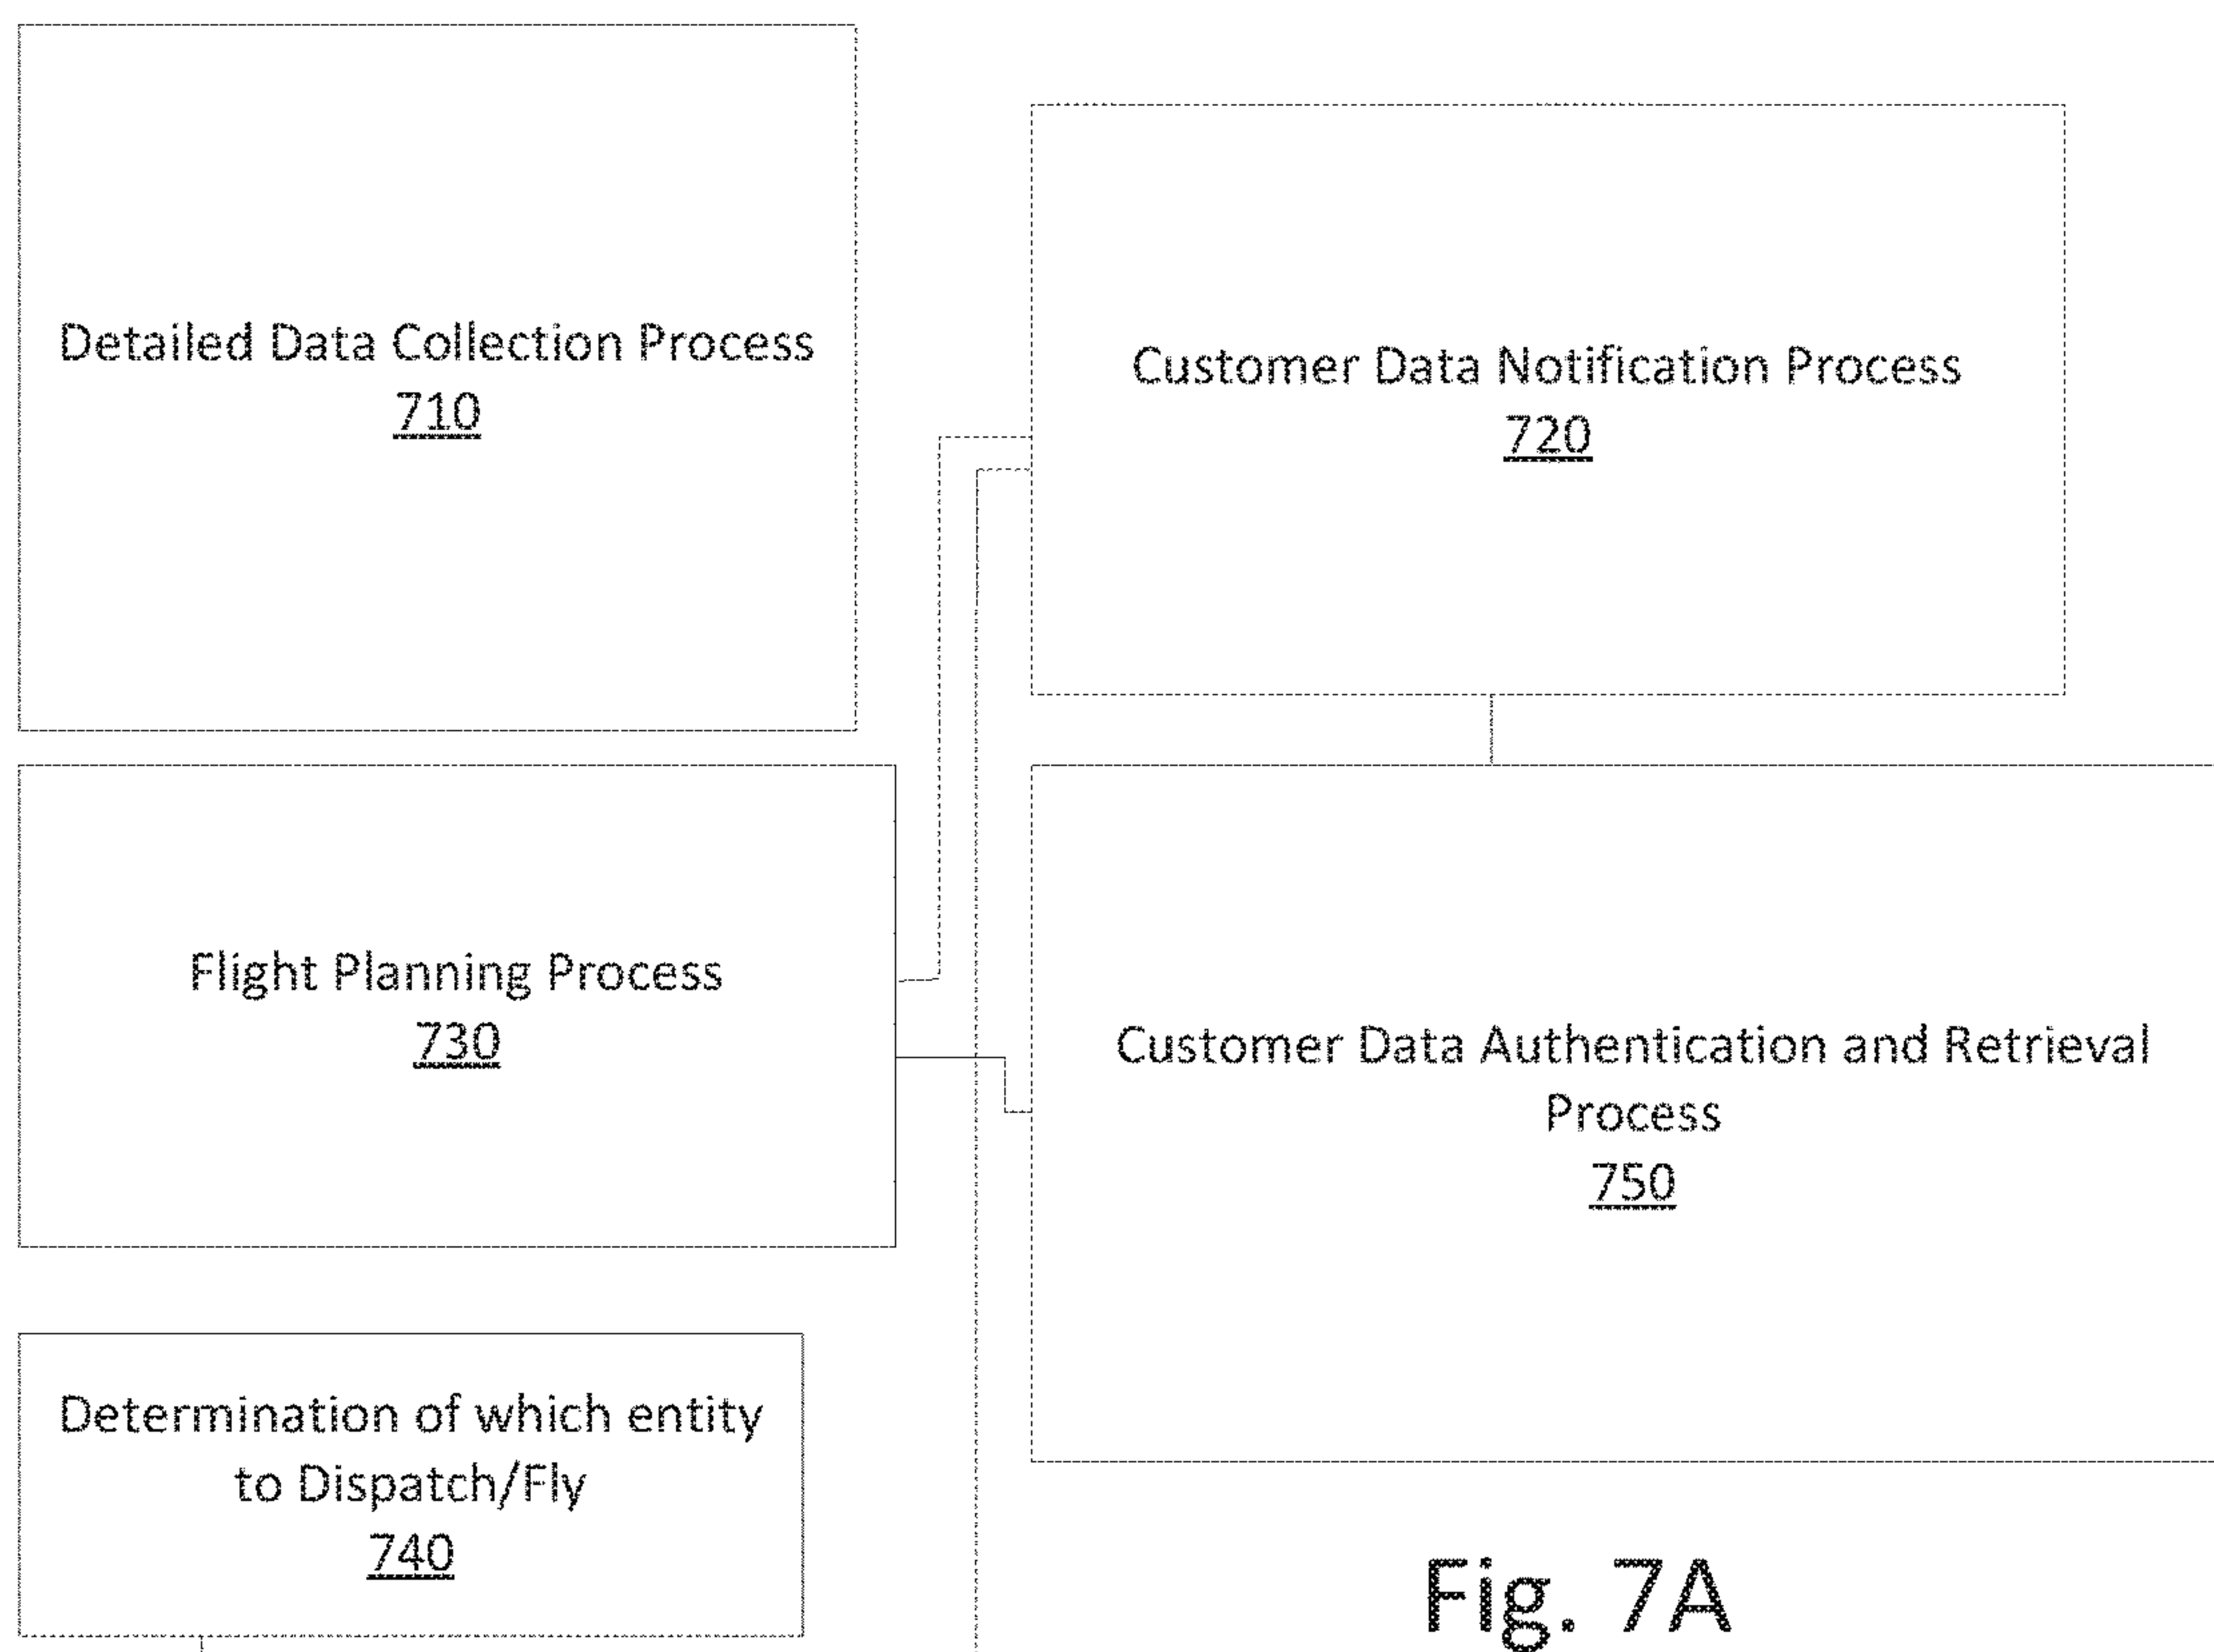 Detailed Data Collection Process
710
Customer Data Notification Process
720
Flight Planning Process
730
Customer Data Authentication and Retrieval
Process
750
Determination of which entity
to Dispatch/Fly
740
Fig. 7A